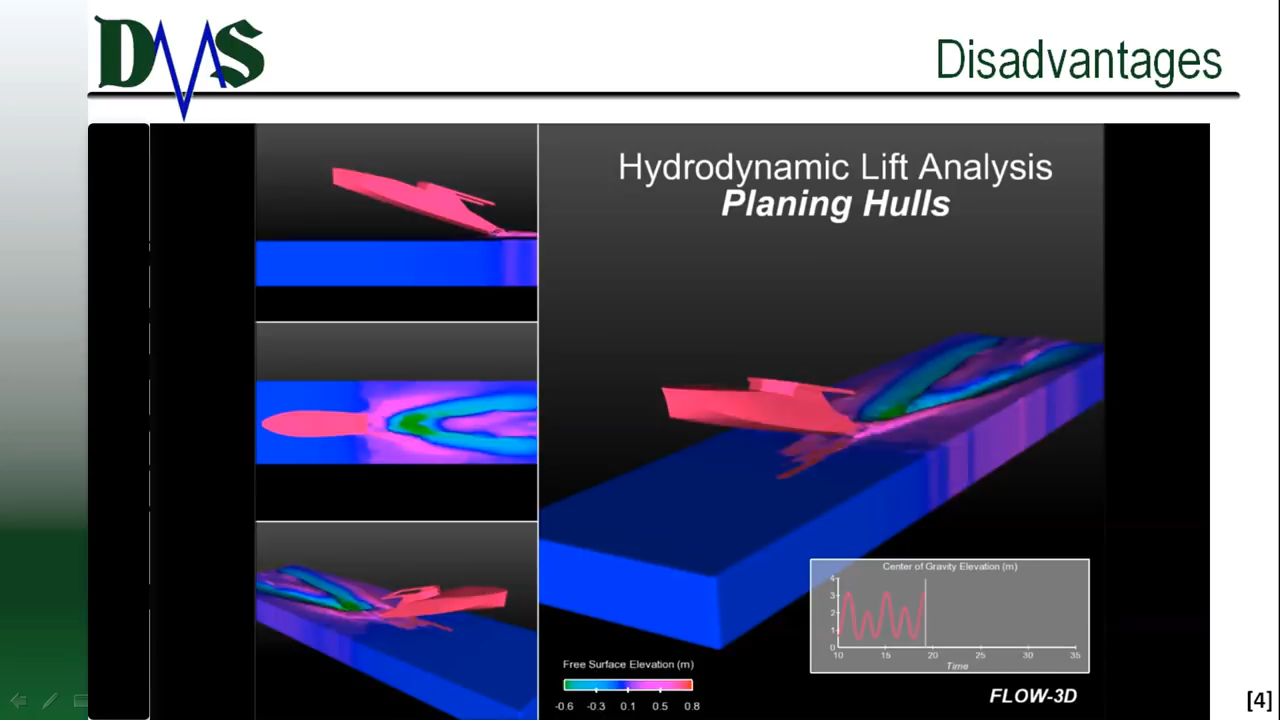 DMS
Disadvantages
Hydrodynamic Lift Analysis
Planing Hulls
Center of Gravity Elevation (m)
4
3
2
1
10 15 20 25 30 35
Time
Free Surface Elevation (m)
-0.6 -0.3 0.1 0.5 0.8
FLOW-3D
[4]